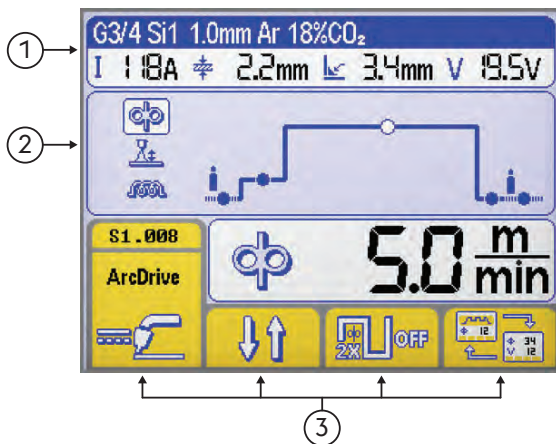 G3/4 Si1 1.0mm Ar 18%CO₂
I 118A 2.2mm 3.4mm V 19.5V
1
2
S1.008
ArcDrive
5.0 m/min
2X OFF
12
34
V 12
3